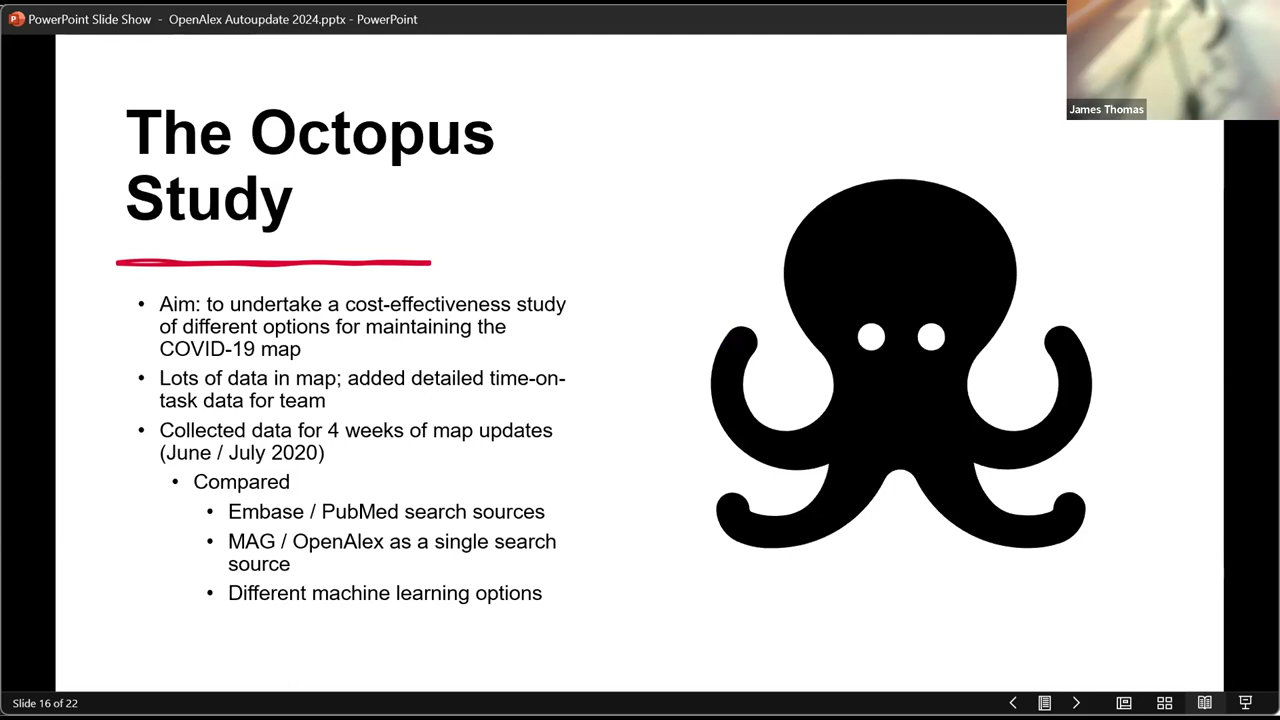 PowerPoint Slide Show - OpenAlex Autoupdate 2024.pptx - PowerPoint
James Thomas
The Octopus
Study
• Aim: to undertake a cost-effectiveness study
of different options for maintaining the
COVID-19 map
• Lots of data in map; added detailed time-on-
task data for team
• Collected data for 4 weeks of map updates
(June / July 2020)
• Compared
• Embase / PubMed search sources
• MAG / OpenAlex as a single search
source
• Different machine learning options
Slide 16 of 22